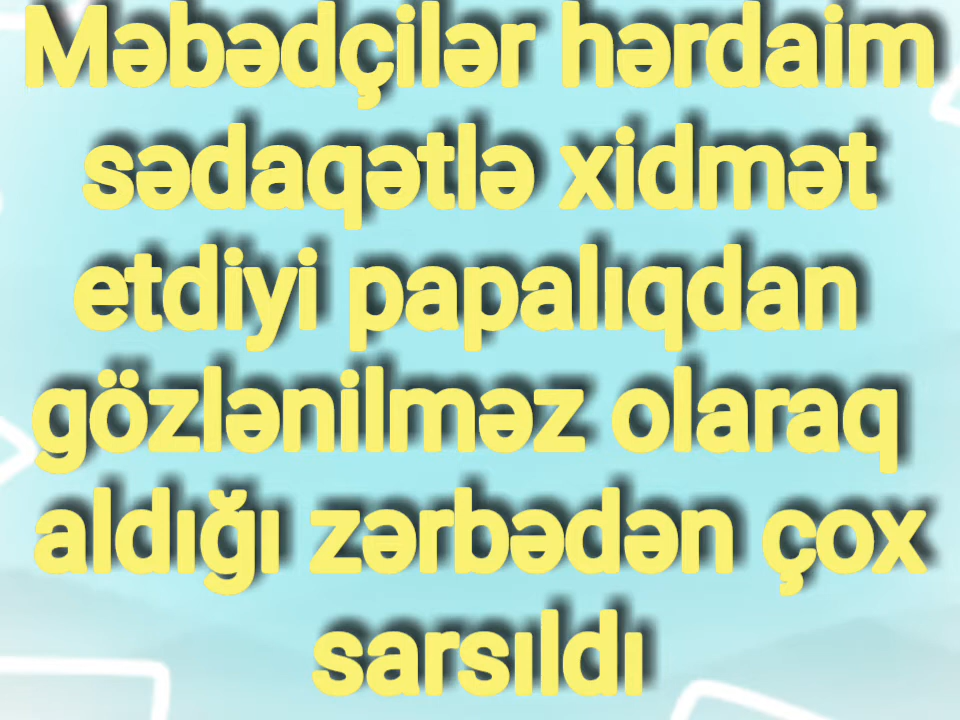 Məbədçilər hərdaim
sədaqətlə xidmət
etdiyi papalıqdan
gözlənilməz olaraq
aldığı zərbədən çox
sarsıldı